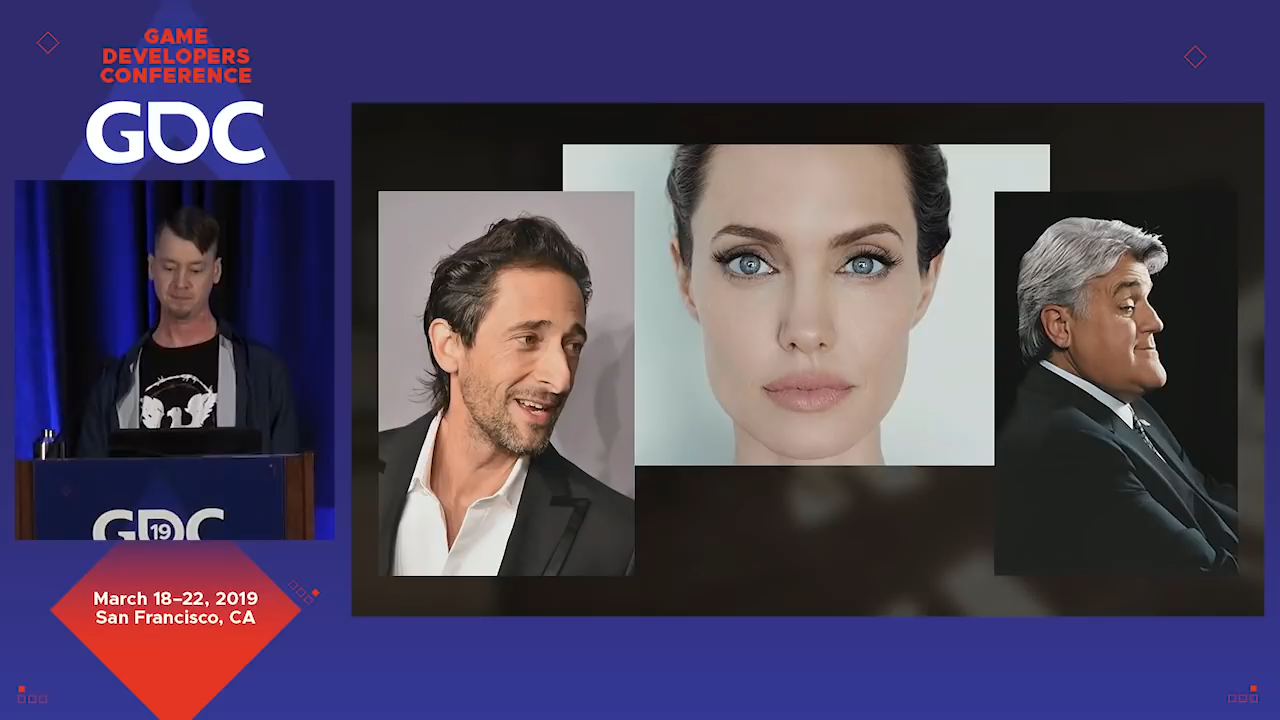 GAME
DEVELOPERS
CONFERENCE
GDC
GDC
19
March 18–22, 2019
San Francisco, CA